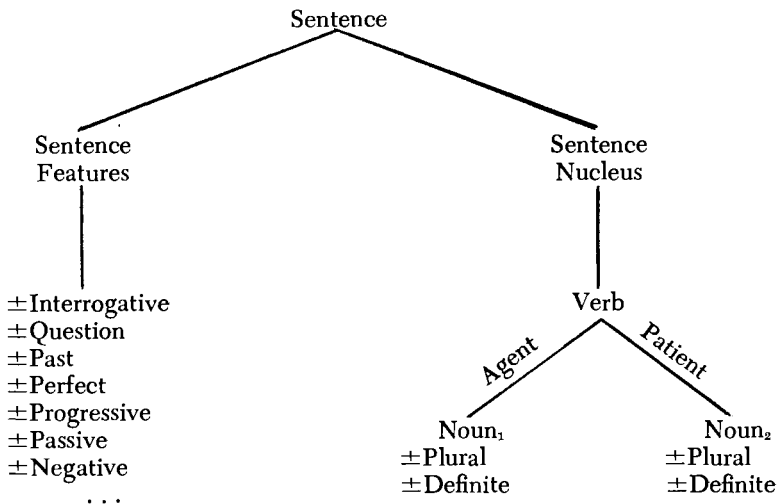 Sentence
Sentence
Features
Sentence
Nucleus
±Interrogative
±Question
±Past
±Perfect
±Progressive
±Passive
±Negative
. . .
Verb
Agent
Patient
Noun₁
±Plural
±Definite
Noun₂
±Plural
±Definite